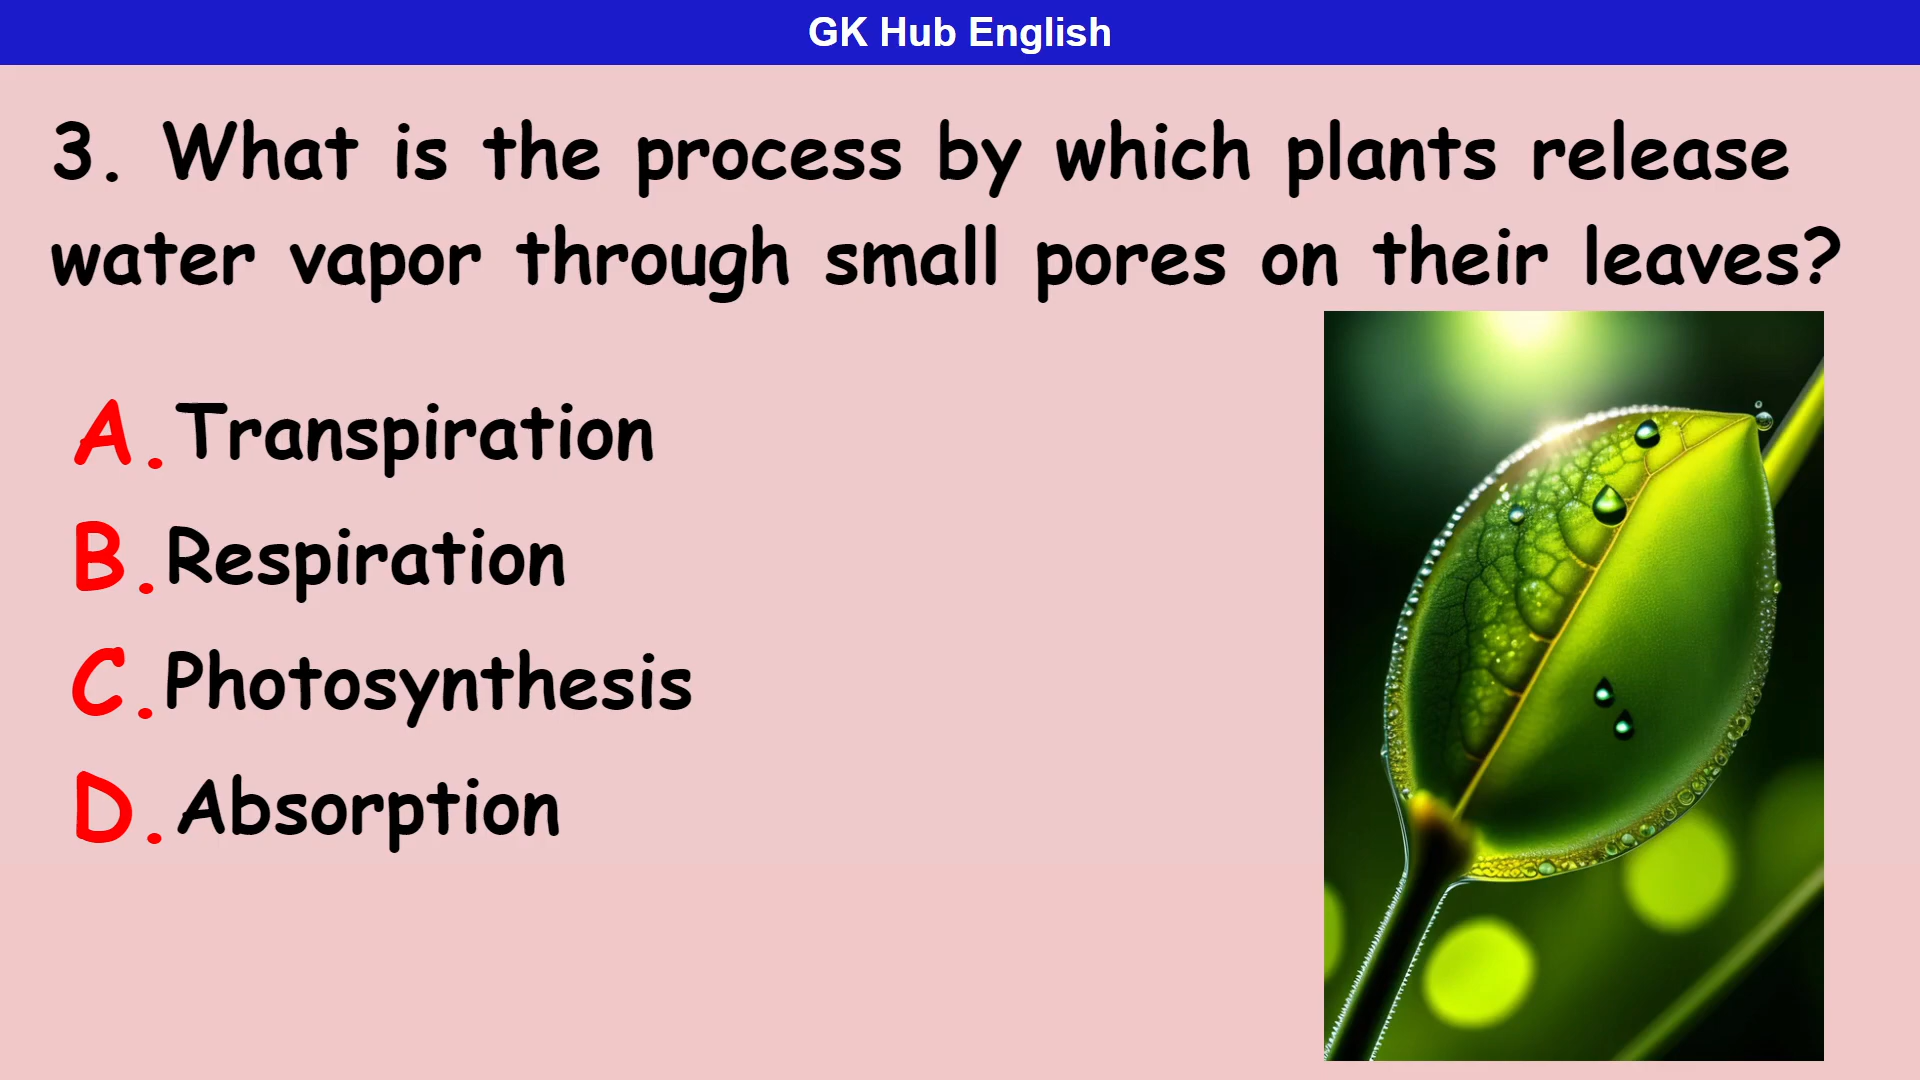 GK Hub English
3. What is the process by which plants release
water vapor through small pores on their leaves?
A. Transpiration
B. Respiration
C. Photosynthesis
D. Absorption